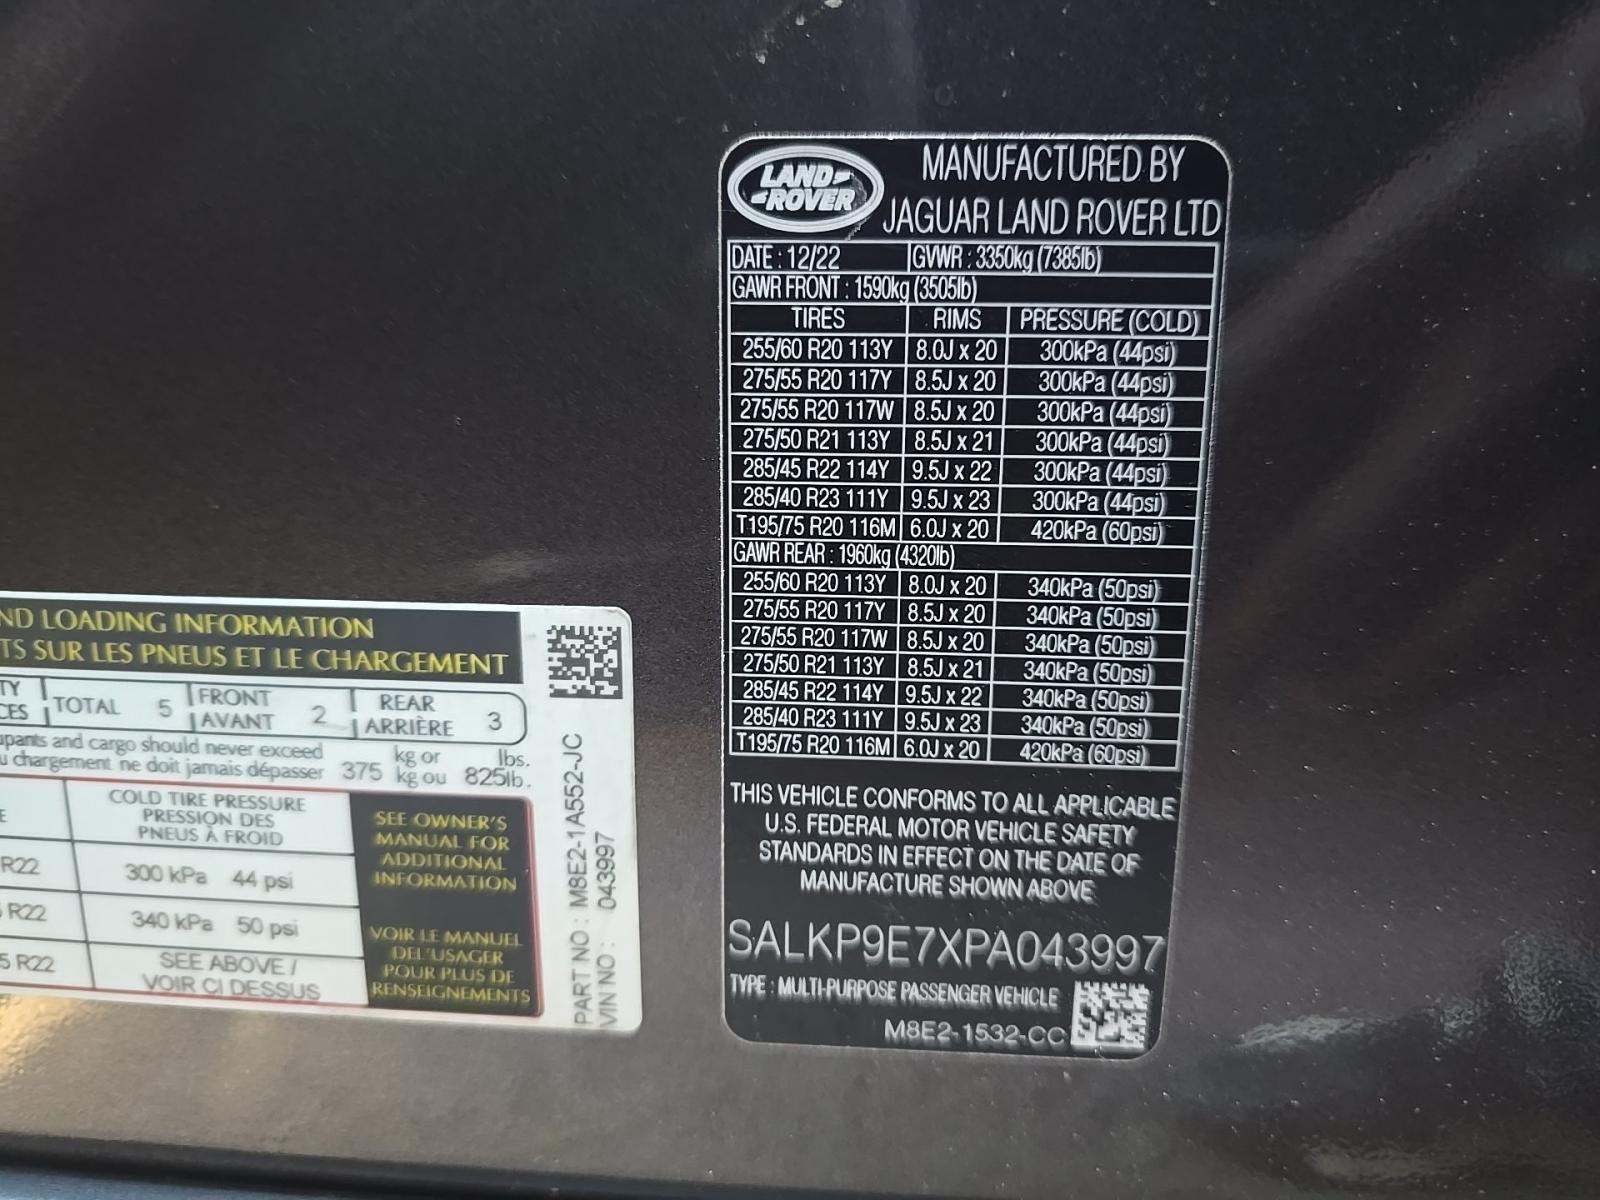 LAND ROVER
MANUFACTURED BY
JAGUAR LAND ROVER LTD
DATE : 12/22 GVWR : 3350kg (7385lb)
GAWR FRONT : 1590kg (3505lb)
TIRES RIMS PRESSURE (COLD)
255/60 R20 113Y 8.0J x 20 300kPa (44psi)
275/55 R20 117Y 8.5J x 20 300kPa (44psi)
275/55 R20 117W 8.5J x 20 300kPa (44psi)
275/50 R21 113Y 8.5J x 21 300kPa (44psi)
285/45 R22 114Y 9.5J x 22 300kPa (44psi)
285/40 R23 111Y 9.5J x 23 300kPa (44psi)
T195/75 R20 116M 6.0J x 20 420kPa (60psi)
GAWR REAR : 1960kg (4320lb)
255/60 R20 113Y 8.0J x 20 340kPa (50psi)
275/55 R20 117Y 8.5J x 20 340kPa (50psi)
275/55 R20 117W 8.5J x 20 340kPa (50psi)
275/50 R21 113Y 8.5J x 21 340kPa (50psi)
285/45 R22 114Y 9.5J x 22 340kPa (50psi)
285/40 R23 111Y 9.5J x 23 340kPa (50psi)
T195/75 R20 116M 6.0J x 20 420kPa (60psi)
THIS VEHICLE CONFORMS TO ALL APPLICABLE
U.S. FEDERAL MOTOR VEHICLE SAFETY
STANDARDS IN EFFECT ON THE DATE OF
MANUFACTURE SHOWN ABOVE
SALKP9E7XPA043997
TYPE : MULTI-PURPOSE PASSENGER VEHICLE
M8E2-1532-CC
ND LOADING INFORMATION
TS SUR LES PNEUS ET LE CHARGEMENT
TY TOTAL 5 FRONT 2 REAR 3
CES AVANT ARRIÈRE
upants and cargo should never exceed kg or lbs.
u chargement ne doit jamais dépasser 375 kg ou 825lb.
COLD TIRE PRESSURE
PRESSION DES
PNEUS À FROID
R22 300 kPa 44 psi
R22 340 kPa 50 psi
5 R22 SEE ABOVE /
VOIR CI DESSUS
SEE OWNER'S
MANUAL FOR
ADDITIONAL
INFORMATION
VOIR LE MANUEL
DEL'USAGER
POUR PLUS DE
RENSEIGNEMENTS
PART NO : M8E2-1A552-JC
VIN NO : 043997